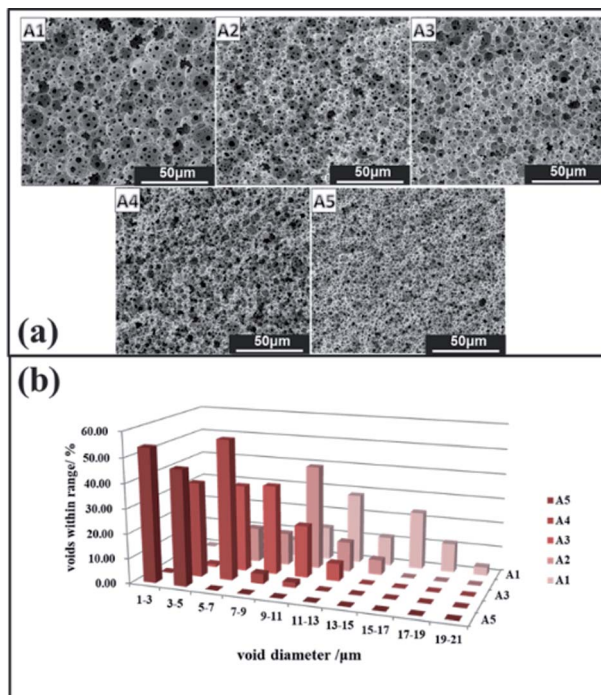 A1 A2 A3
50µm 50µm 50µm
A4 A5
50µm 50µm
(a)
(b)
voids within range/ %
60.00
50.00
40.00
30.00
20.00
10.00
0.00
1-3 3-5 5-7 7-9 9-11 11-13 13-15 15-17 17-19 19-21
void diameter /µm
A1
A3
A5
A5
A4
A3
A2
A1